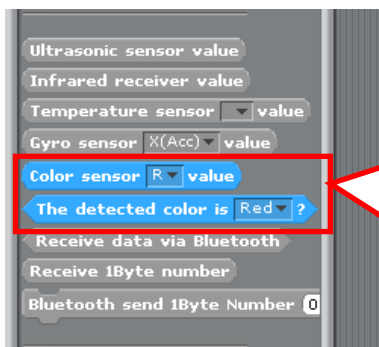 Ultrasonic sensor value
Infrared receiver value
Temperature sensor value
Gyro sensor X(Acc) value
Color sensor R value
The detected color is Red ?
Receive data via Bluetooth
Receive 1Byte number
Bluetooth send 1Byte Number 0